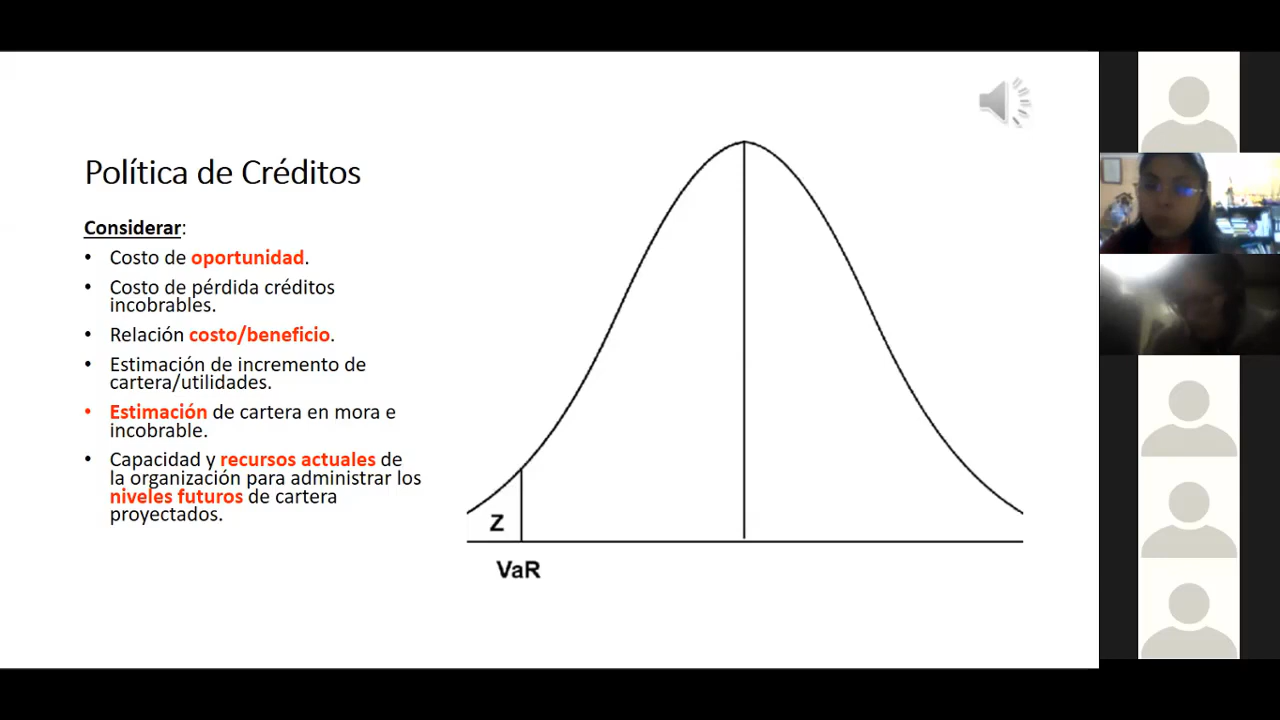 Política de Créditos
Considerar:
• Costo de oportunidad.
• Costo de pérdida créditos
incobrables.
• Relación costo/beneficio.
• Estimación de incremento de
cartera/utilidades.
• Estimación de cartera en mora e
incobrable.
• Capacidad y recursos actuales de
la organización para administrar los
niveles futuros de cartera
proyectados.
Z
VaR